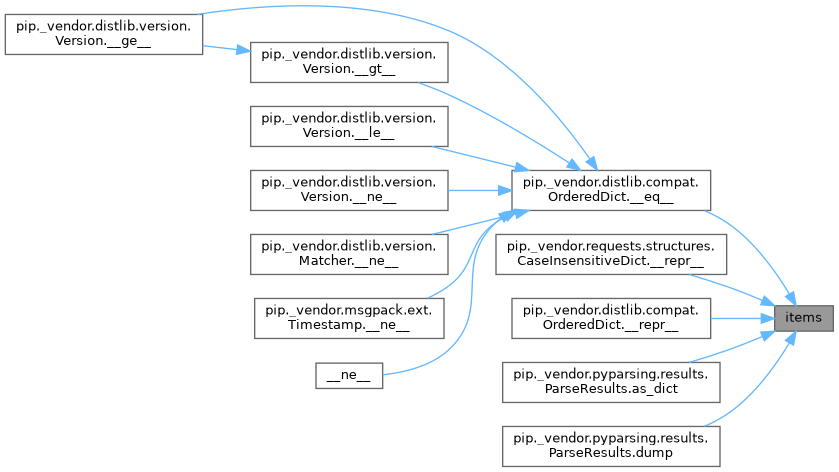 pip._vendor.distlib.version.
Version.__ge__
pip._vendor.distlib.version.
Version.__gt__
pip._vendor.distlib.version.
Version.__le__
pip._vendor.distlib.version.
Version.__ne__
pip._vendor.distlib.version.
Matcher.__ne__
pip._vendor.msgpack.ext.
Timestamp.__ne__
__ne__
pip._vendor.distlib.compat.
OrderedDict.__eq__
pip._vendor.requests.structures.
CaseInsensitiveDict.__repr__
pip._vendor.distlib.compat.
OrderedDict.__repr__
pip._vendor.pyparsing.results.
ParseResults.as_dict
pip._vendor.pyparsing.results.
ParseResults.dump
items